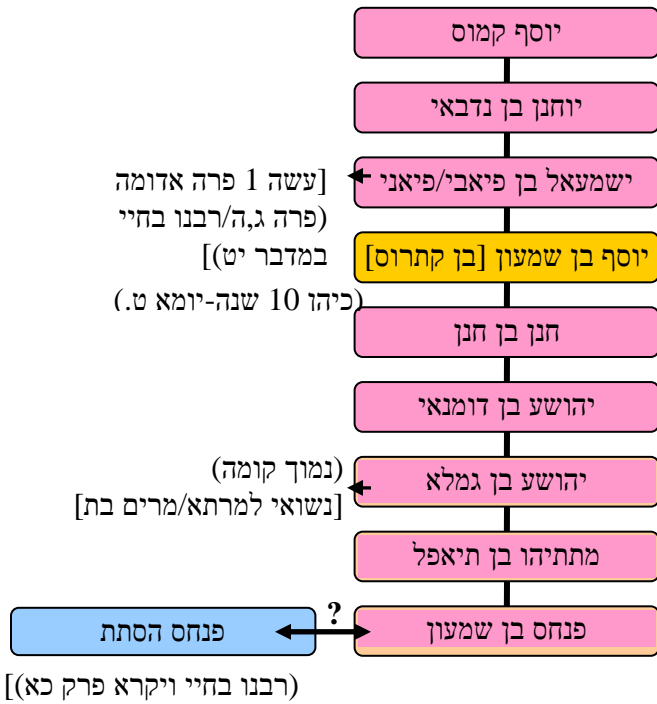 יוסף קמוס
יוחנן בן נדבאי
ישמעאל בן פיאבי/פיאני
[עשה 1 פרה אדומה
(פרה ג,ה/רבנו בחיי
במדבר יט)]
יוסף בן שמעון [בן קתרוס]
(כיהן 10 שנה-יומא ט.)
חנן בן חנן
יהושע בן דומנאי
יהושע בן גמלא
(נמוך קומה)
[נשואי למרתא/מרים בת]
מתתיהו בן תיאפל
פנחס בן שמעון
?
פנחס הסתת
(רבנו בחיי ויקרא פרק כא)]